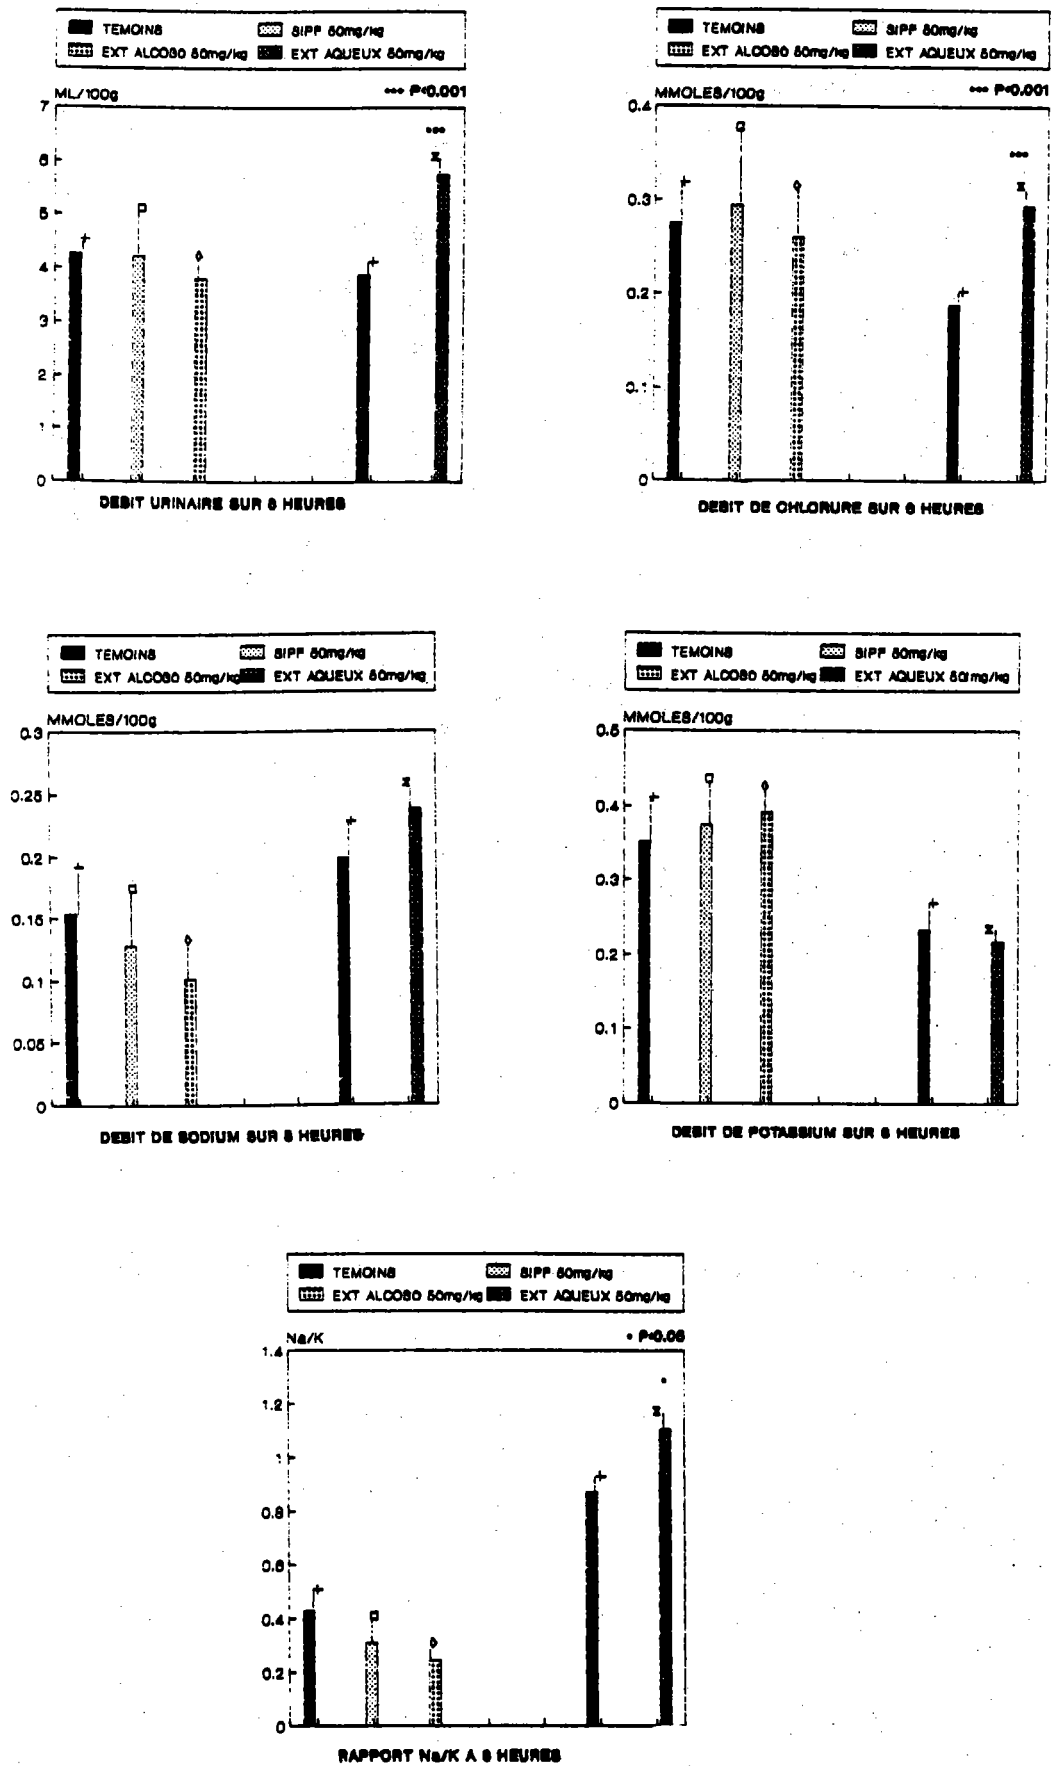 TEMOINS
SIPF 50mg/kg
EXT ALCOSO 50mg/kg
EXT AQUEUX 50mg/kg
ML/100g
*** P<0.001
7
6
5
4
3
2
1
0
***
DEBIT URINAIRE SUR 6 HEURES
TEMOINS
SIPF 50mg/kg
EXT ALCOSO 50mg/kg
EXT AQUEUX 50mg/kg
MMOLES/100g
*** P<0.001
0.4
0.3
0.2
0.1
0
***
DEBIT DE CHLORURE SUR 6 HEURES
TEMOINS
SIPF 50mg/kg
EXT ALCOSO 50mg/kg
EXT AQUEUX 50mg/kg
MMOLES/100g
0.3
0.25
0.2
0.15
0.1
0.05
0
DEBIT DE SODIUM SUR 6 HEURES
TEMOINS
SIPF 50mg/kg
EXT ALCOSO 50mg/kg
EXT AQUEUX 50mg/kg
MMOLES/100g
0.5
0.4
0.3
0.2
0.1
0
DEBIT DE POTASSIUM SUR 6 HEURES
TEMOINS
SIPF 50mg/kg
EXT ALCOSO 50mg/kg
EXT AQUEUX 50mg/kg
Na/K
* P<0.05
1.4
1.2
1
0.8
0.6
0.4
0.2
0
*
RAPPORT Na/K A 6 HEURES